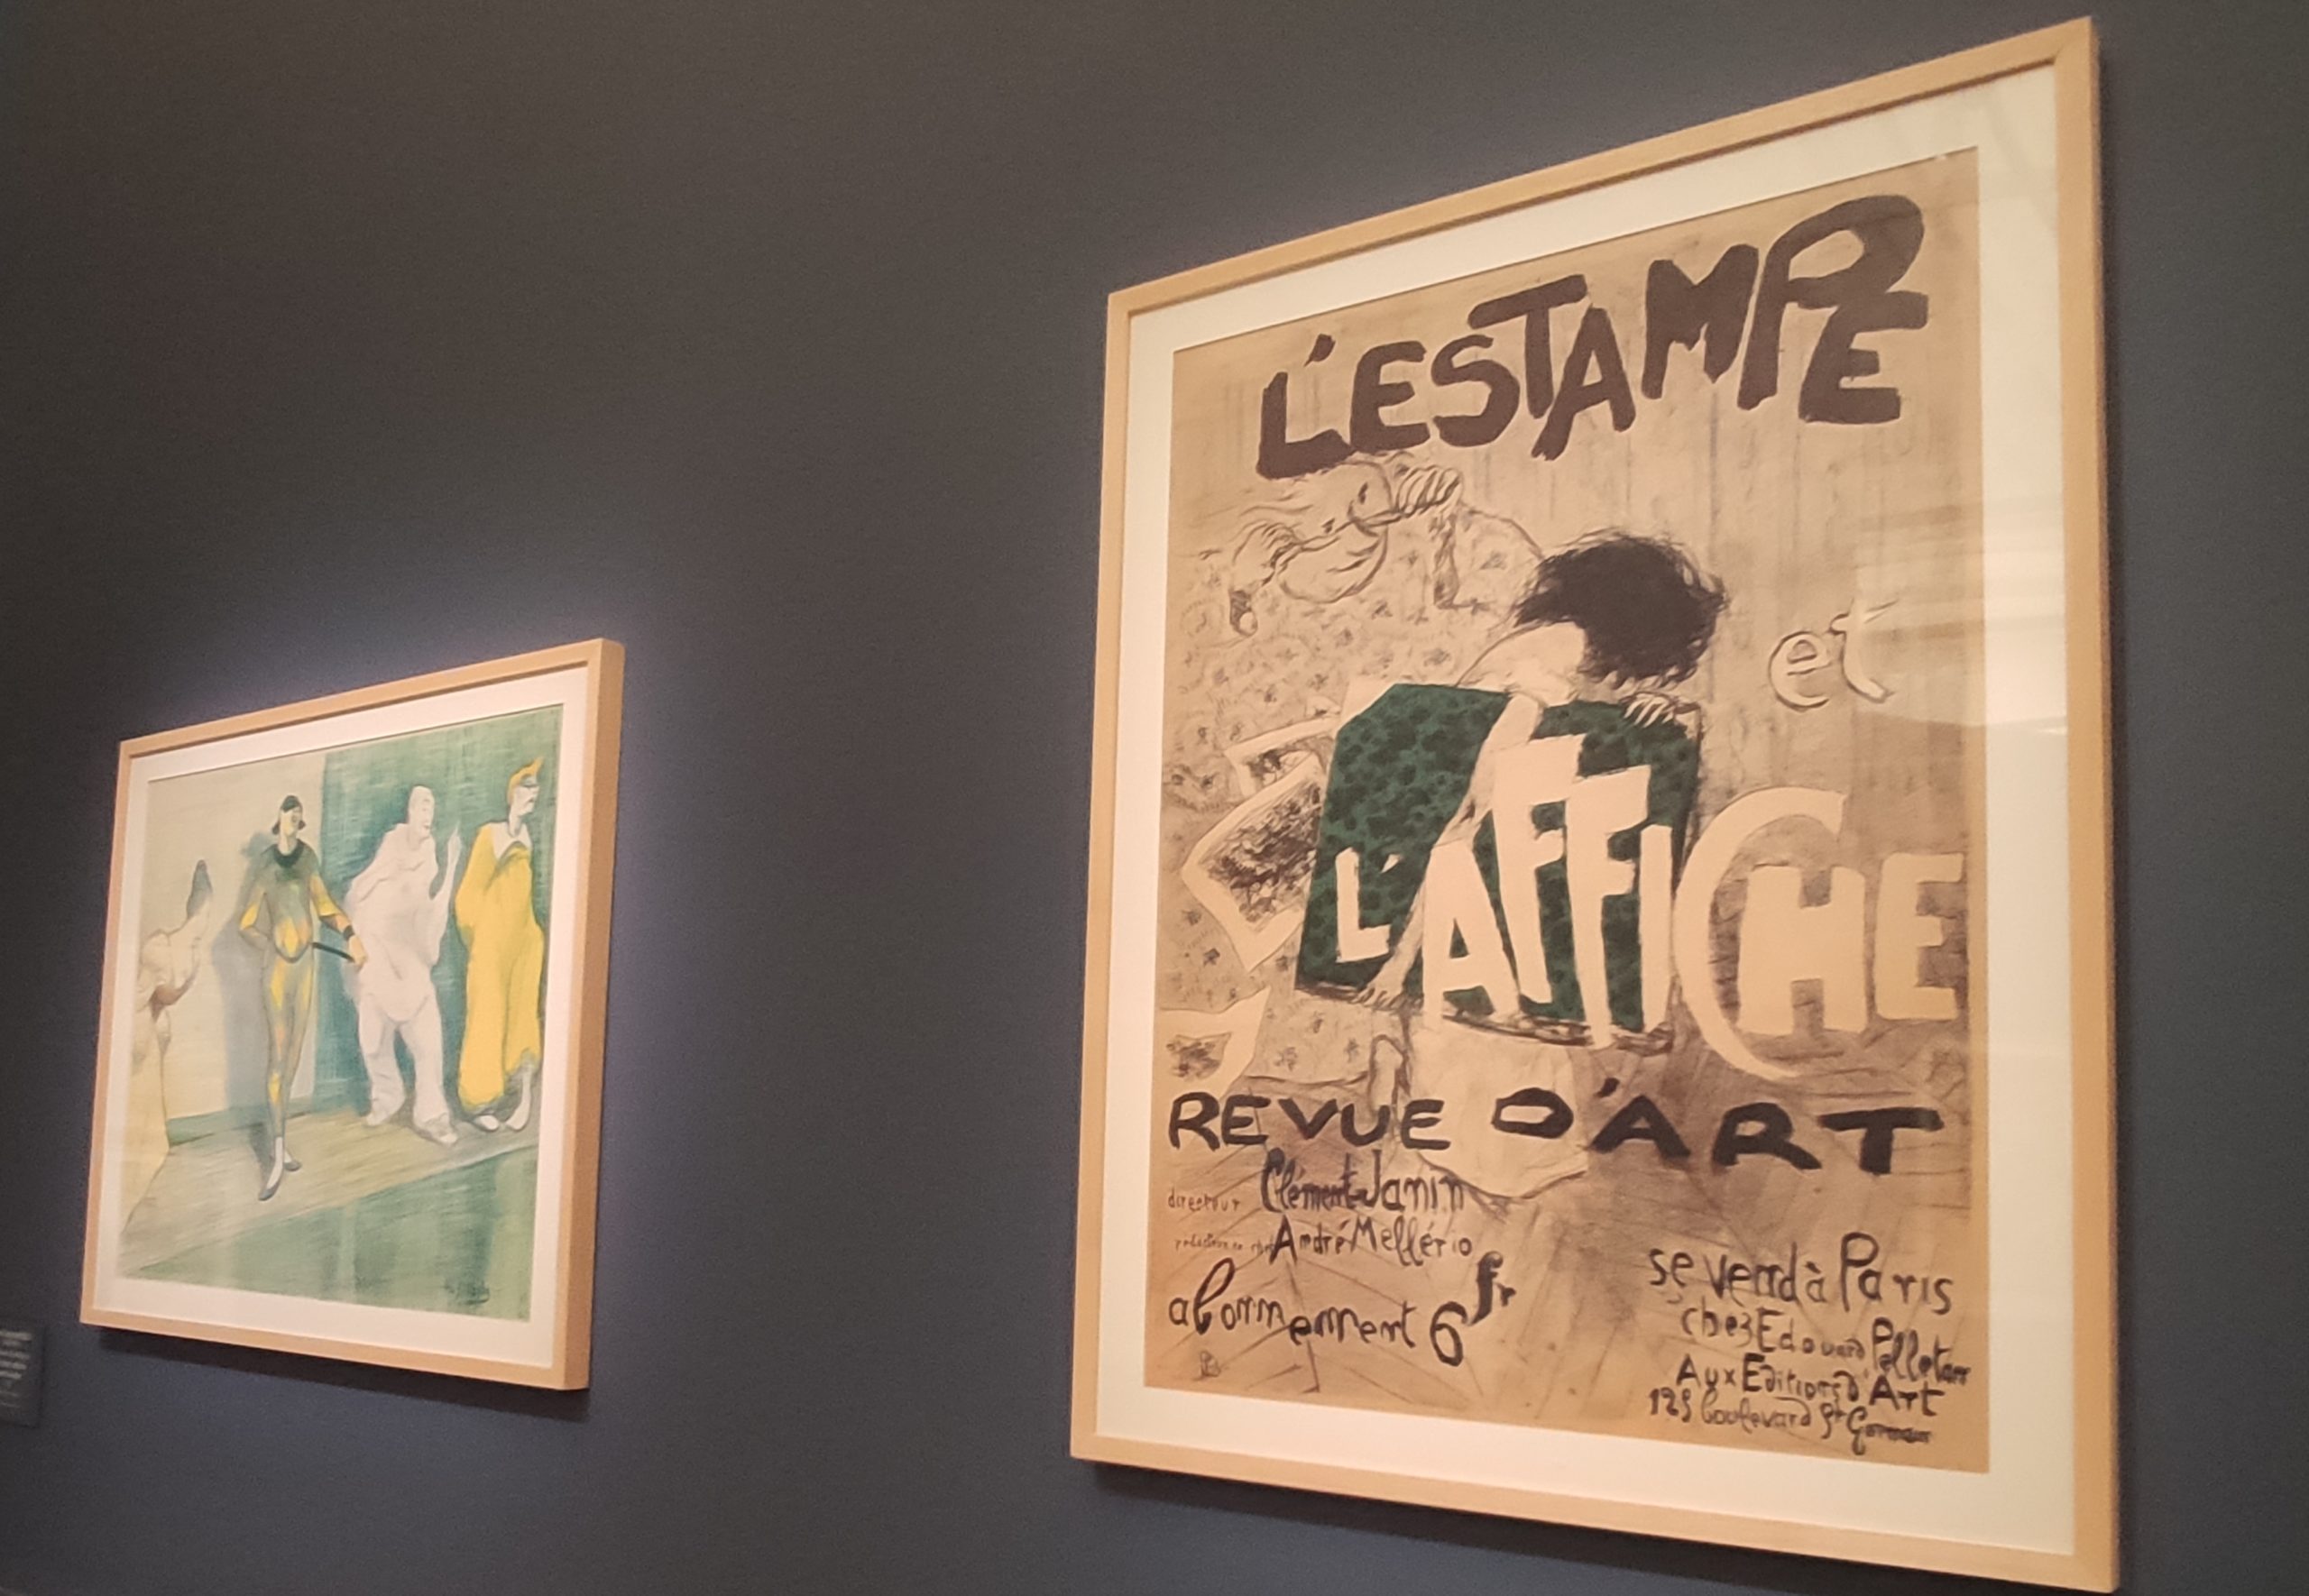 L'ESTAMPE
et
L'AFFICHE
REVUE D'ART
directeur Clément-Janin
André Mellério
abonnement 6 fr
se vend à Paris
chez Edouard Pelletan
Aux Editions d'Art
125 boulevard St Germain